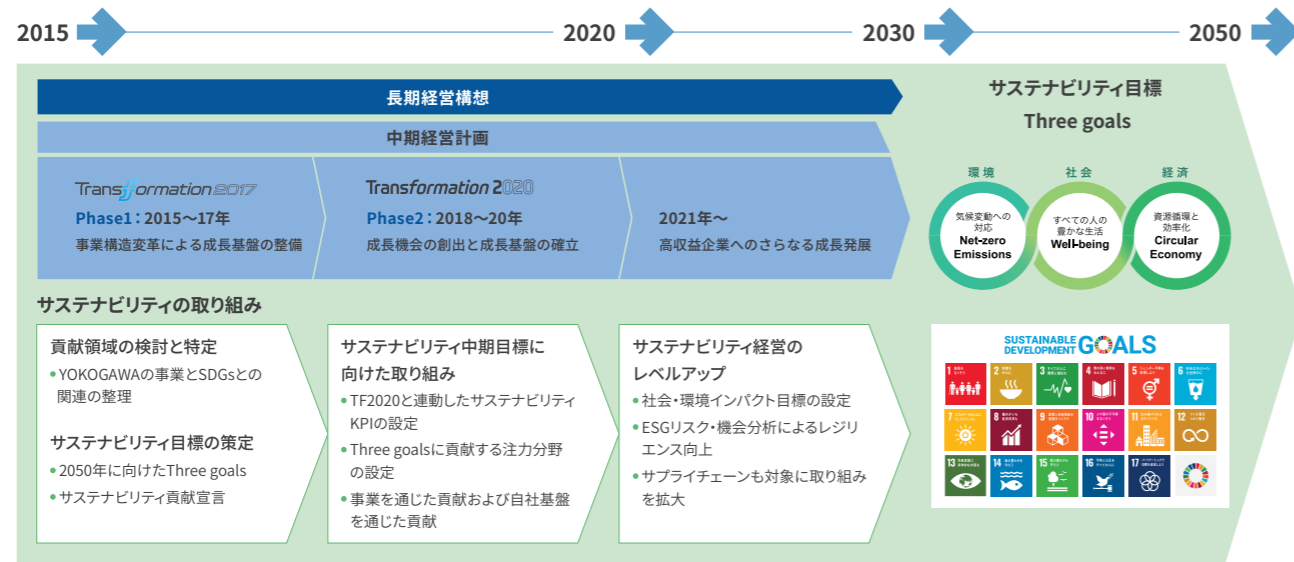 2015
2020
2030
2050
長期経営構想
中期経営計画
Transformation 2017
Phase1：2015～17年
事業構造変革による成長基盤の整備
Transformation 2020
Phase2：2018～20年
成長機会の創出と成長基盤の確立
2021年～
高収益企業へのさらなる成長発展
サステナビリティ目標
Three goals
環境
社会
経済
気候変動への
対応
Net-zero
Emissions
すべての人の
豊かな生活
Well-being
資源循環と
効率化
Circular
Economy
サステナビリティの取り組み
貢献領域の検討と特定
•YOKOGAWAの事業とSDGsとの
関連の整理
サステナビリティ目標の策定
•2050年に向けたThree goals
•サステナビリティ貢献宣言
サステナビリティ中期目標に
向けた取り組み
•TF2020と連動したサステナビリティ
KPIの設定
•Three goalsに貢献する注力分野
の設定
•事業を通じた貢献および自社基盤
を通じた貢献
サステナビリティ経営の
レベルアップ
•社会・環境インパクト目標の設定
•ESGリスク・機会分析によるレジリ
エンス向上
•サプライチェーンも対象に取り組み
を拡大
SUSTAINABLE
DEVELOPMENT
GOALS
1
2
3
4
5
6
7
8
9
10
11
12
13
14
15
16
17